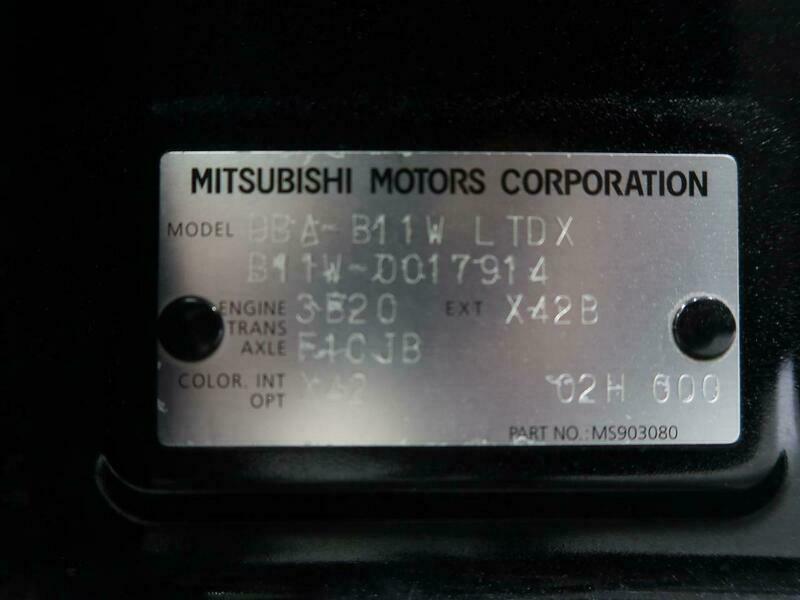 MITSUBISHI MOTORS CORPORATION
MODEL DBA-B11W LTDX
B11W-0017914
ENGINE 3B20 EXT X42B
TRANS
AXLE F1CJB
COLOR. INT 02H 600
OPT
PART NO.:MS903080